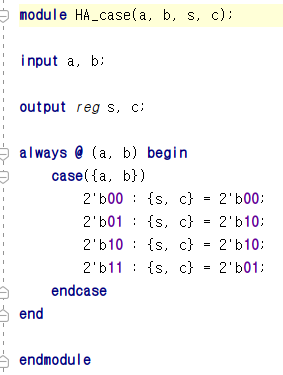 module HA_case(a, b, s, c);
input a, b;
output reg s, c;
always @ (a, b) begin
case({a, b})
2'b00 : {s, c} = 2'b00;
2'b01 : {s, c} = 2'b10;
2'b10 : {s, c} = 2'b10;
2'b11 : {s, c} = 2'b01;
endcase
end
endmodule